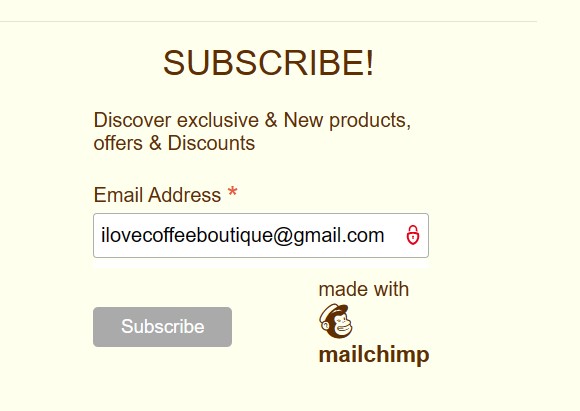 SUBSCRIBE!
Discover exclusive & New products,
offers & Discounts
Email Address *
ilovecoffeeboutique@gmail.com
Subscribe
made with
mailchimp